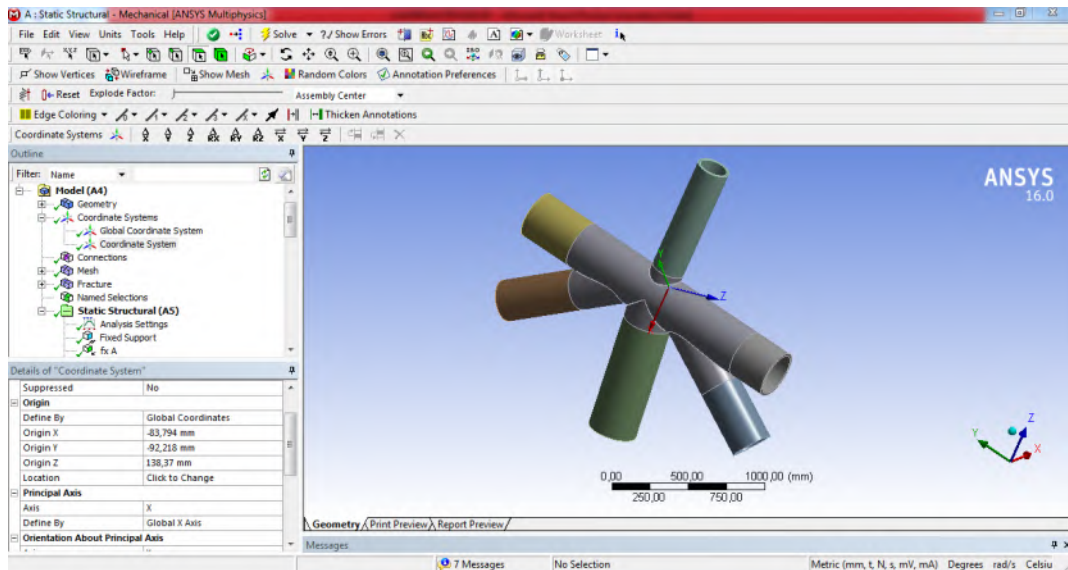 A : Static Structural - Mechanical [ANSYS Multiphysics]
File Edit View Units Tools Help Solve ?/ Show Errors A Worksheet i
Show Vertices Wireframe Show Mesh Random Colors Annotation Preferences
Reset Explode Factor: Assembly Center
Edge Coloring Thicken Annotations
Coordinate Systems X Y Z RX RY RZ X Y Z
Outline
Filter: Name
Model (A4)
Geometry
Coordinate Systems
Global Coordinate System
Coordinate System
Connections
Mesh
Fracture
Named Selections
Static Structural (A5)
Analysis Settings
Fixed Support
fx A
Details of "Coordinate System"
Suppressed No
Origin
Define By Global Coordinates
Origin X -83,794 mm
Origin Y -92,218 mm
Origin Z 138,37 mm
Location Click to Change
Principal Axis
Axis X
Define By Global X Axis
Orientation About Principal Axis
ANSYS
16.0
Y
Z
Z
Y
X
0,00 500,00 1000,00 (mm)
250,00 750,00
Geometry Print Preview Report Preview
Messages
7 Messages No Selection Metric (mm, t, N, s, mV, mA) Degrees rad/s Celsiu